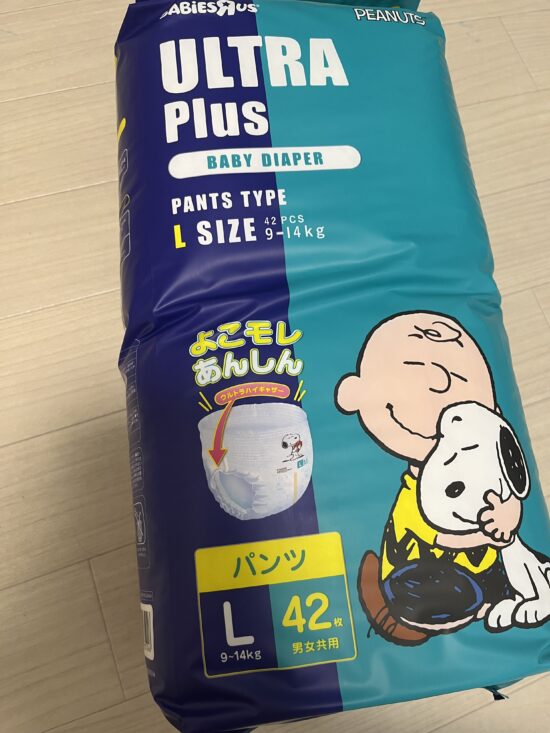 BABIES"R"US
PEANUTS
ULTRA
Plus
BABY DIAPER
PANTS TYPE
L SIZE 42 PCS 9-14kg
よこモレ
あんしん
ウルトラハイギャザー
パンツ
L
9~14kg
42枚
男女共用